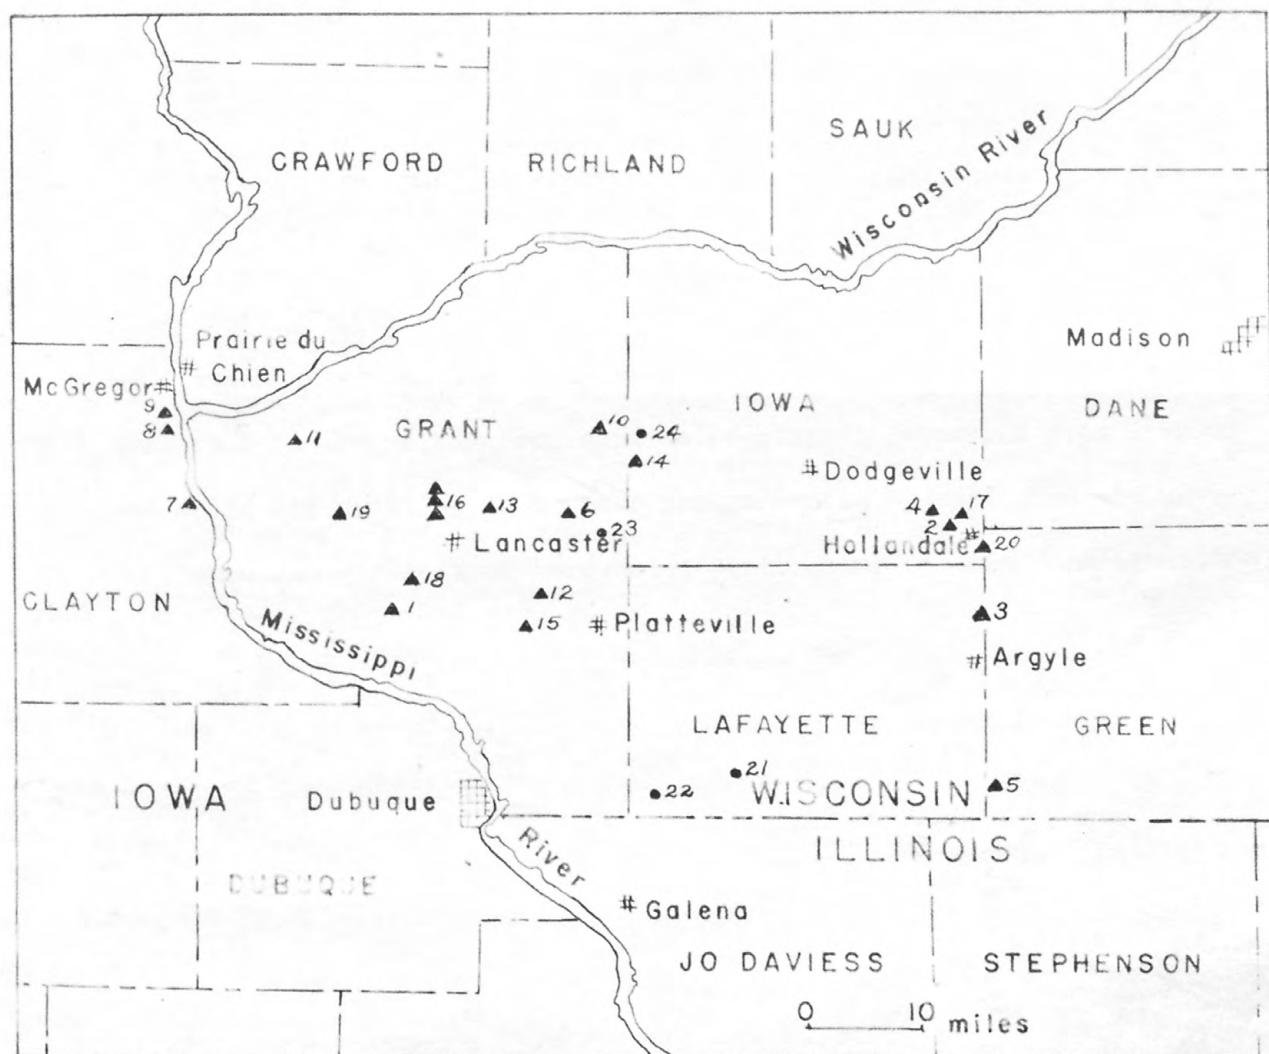 SAUK
CRAWFORD
RICHLAND
Wisconsin River
Prairie du
Chien
Madison
McGregor
9
8
11
GRANT
10
24
14
IOWA
DANE
Dodgeville
7
19
16
13
6
23
4
17
2
Lancaster
Hollandale
20
18
12
CLAYTON
1
15
Platteville
3
Mississippi
Argyle
LAFAYETTE
GREEN
21
22
WISCONSIN
5
IOWA
Dubuque
River
ILLINOIS
DUBUQUE
Galena
JO DAVIESS
STEPHENSON
0 10 miles